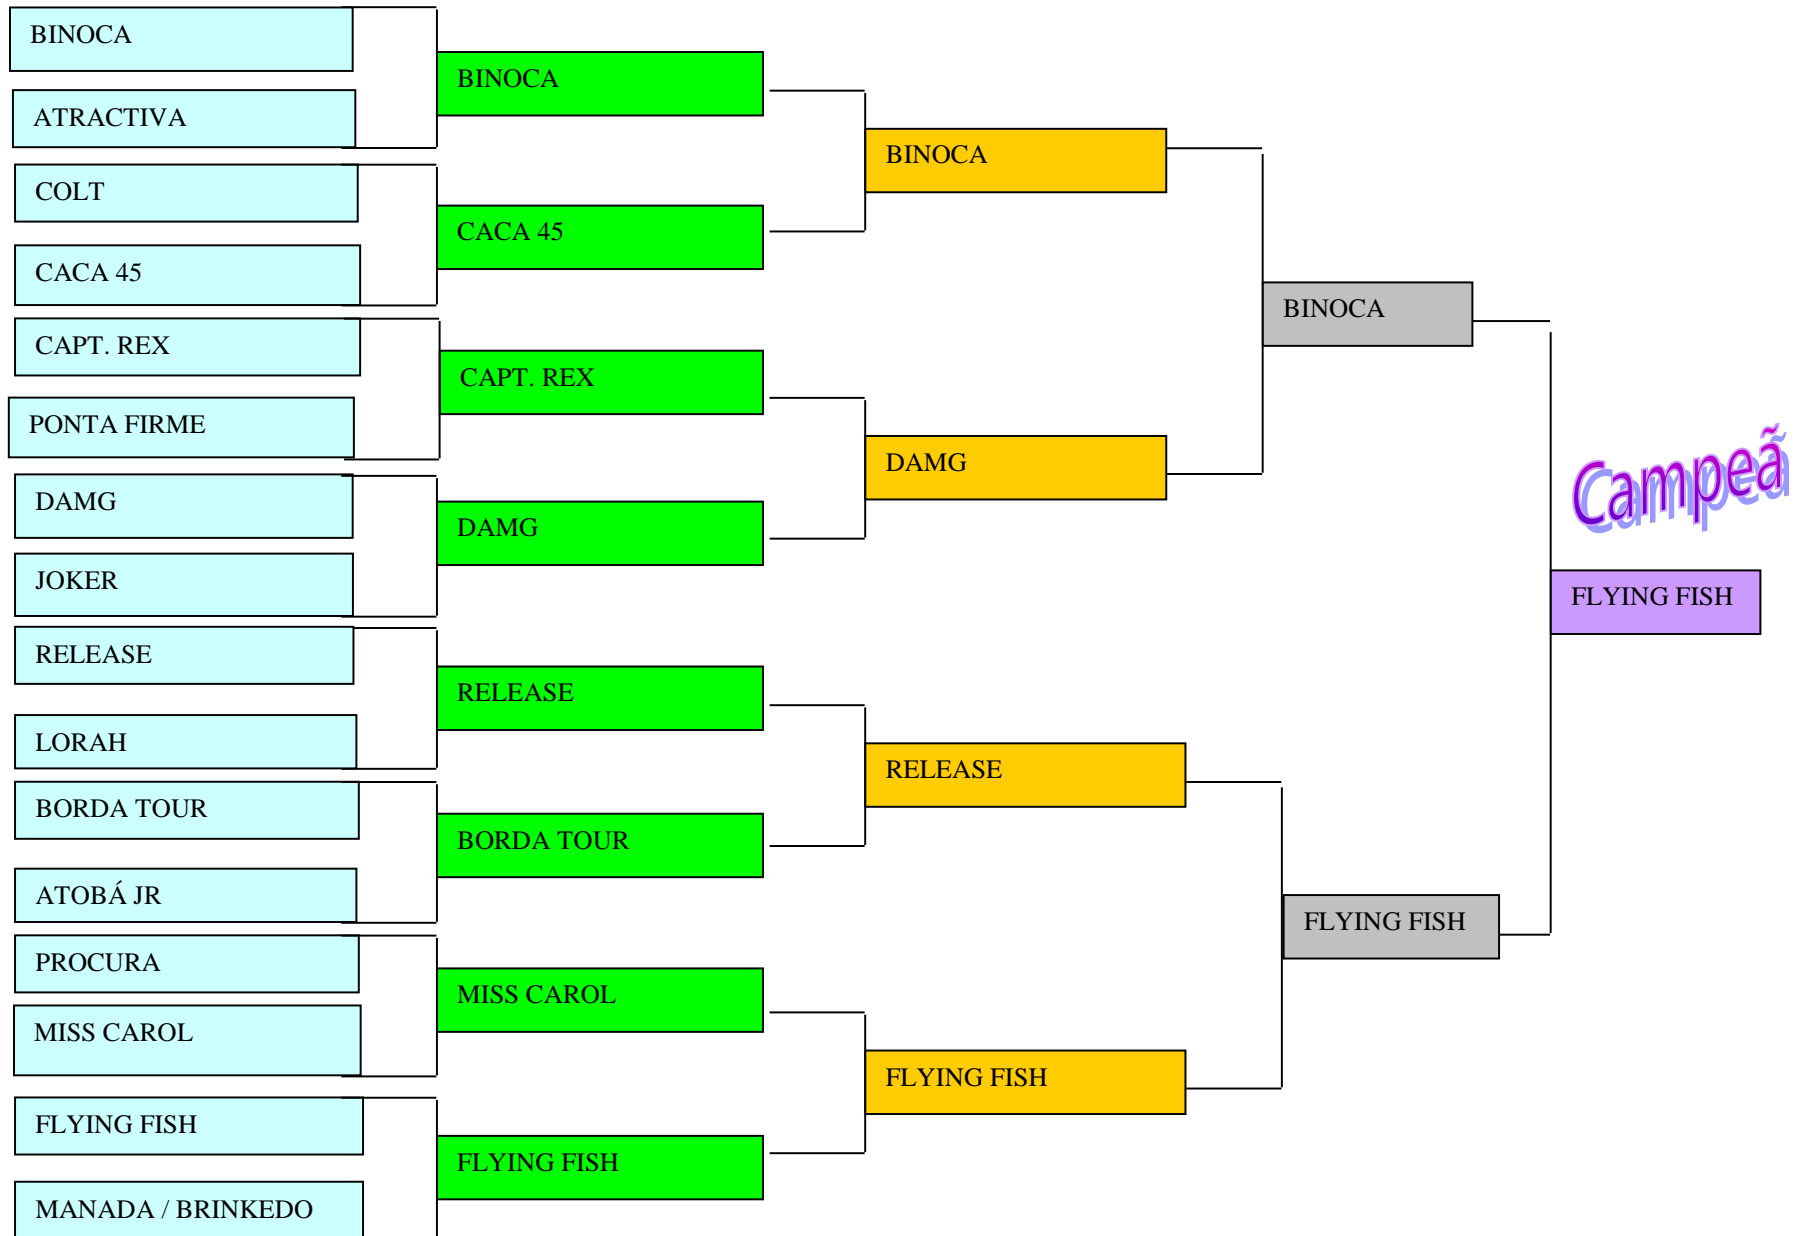 BINOCA
ATRACTIVA
COLT
CACA 45
CAPT. REX
PONTA FIRME
DAMG
JOKER
RELEASE
LORAH
BORDA TOUR
ATOBÁ JR
PROCURA
MISS CAROL
FLYING FISH
MANADA / BRINKEDO
BINOCA
CACA 45
CAPT. REX
DAMG
RELEASE
BORDA TOUR
MISS CAROL
FLYING FISH
BINOCA
DAMG
RELEASE
FLYING FISH
BINOCA
FLYING FISH
Campeã
FLYING FISH